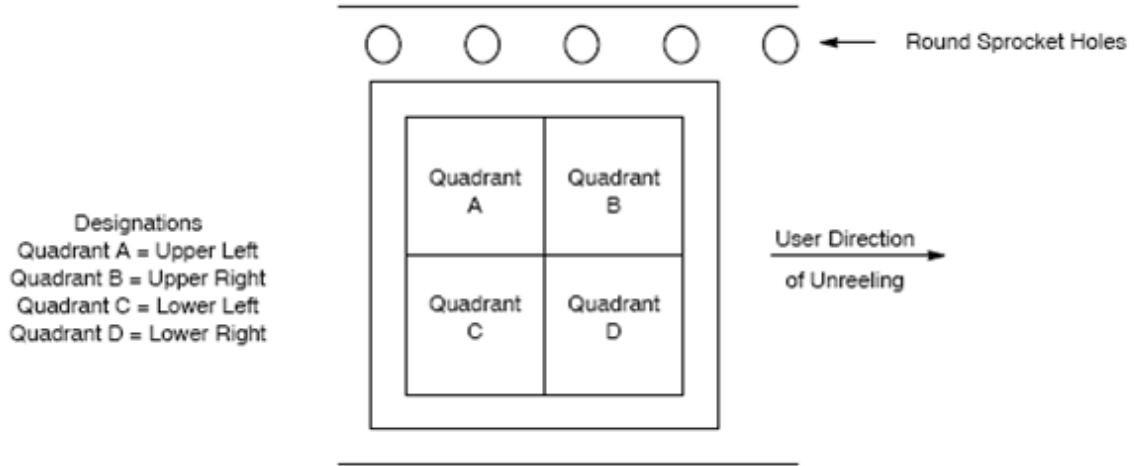 Round Sprocket Holes
Quadrant
A
Quadrant
B
Designations
Quadrant A = Upper Left
Quadrant B = Upper Right
Quadrant C = Lower Left
Quadrant D = Lower Right
User Direction
of Unreeling
Quadrant
C
Quadrant
D